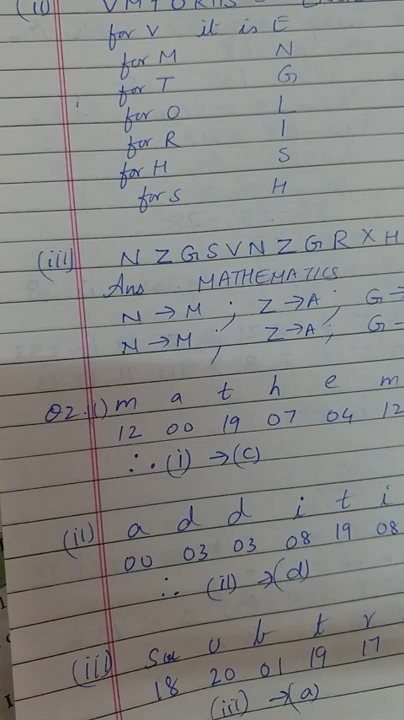 (ii)
for V it is E
for M N
for T G
for O L
for R I
for H S
for S H
(iii) N Z G S V N Z G R X H
Ans MATHEMATICS
N → M ; Z → A ; G →
N → M ; Z → A ; G →
Q2. i) m a t h e m
12 00 19 07 04 12
∴ (i) → (c)
(ii) a d d i t i
00 03 03 08 19 08
∴ (ii) → (d)
(iii) S u b t r
18 20 01 19 17
(iii) → (a)